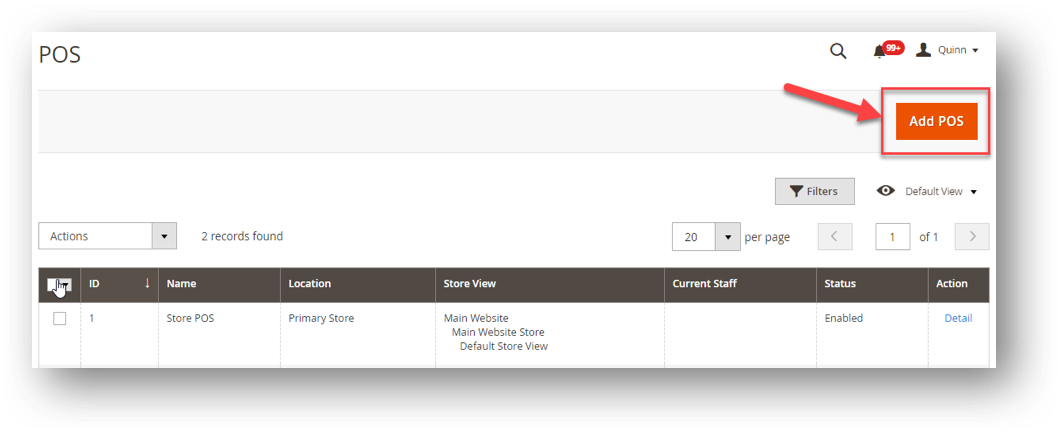 POS
99+
Quinn
Add POS
Filters
Default View
Actions
2 records found
20
per page
1
of 1
ID
Name
Location
Store View
Current Staff
Status
Action
1
Store POS
Primary Store
Main Website
Enabled
Detail
Main Website Store
Default Store View